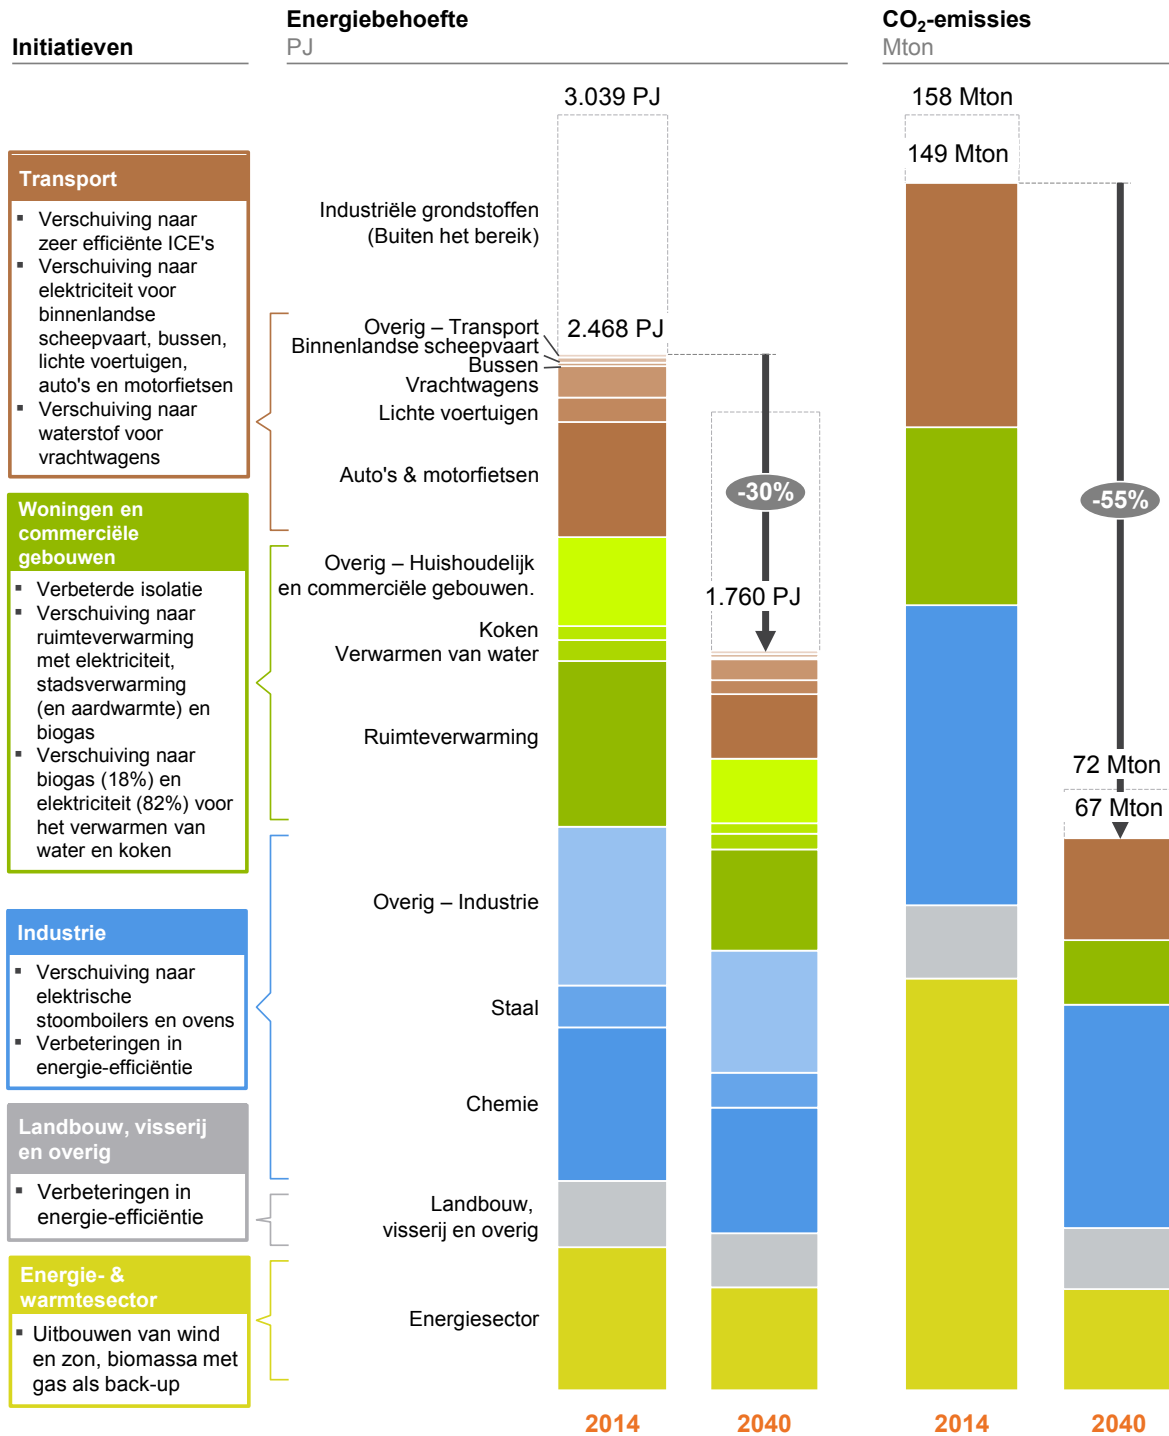 Initiatieven
Energiebehoefte
PJ
CO₂-emissies
Mton
Transport
▪ Verschuiving naar
zeer efficiënte ICE's
▪ Verschuiving naar
elektriciteit voor
binnenlandse
scheepvaart, bussen,
lichte voertuigen,
auto's en motorfietsen
▪ Verschuiving naar
waterstof voor
vrachtwagens
Woningen en
commerciële
gebouwen
▪ Verbeterde isolatie
▪ Verschuiving naar
ruimteverwarming
met elektriciteit,
stadsverwarming
(en aardwarmte) en
biogas
▪ Verschuiving naar
biogas (18%) en
elektriciteit (82%) voor
het verwarmen van
water en koken
Industrie
▪ Verschuiving naar
elektrische
stoomboilers en ovens
▪ Verbeteringen in
energie-efficiëntie
Landbouw, visserij
en overig
▪ Verbeteringen in
energie-efficiëntie
Energie- &
warmtesector
▪ Uitbouwen van wind
en zon, biomassa met
gas als back-up
3.039 PJ
Industriële grondstoffen
(Buiten het bereik)
2.468 PJ
Overig – Transport
Binnenlandse scheepvaart
Bussen
Vrachtwagens
Lichte voertuigen
Auto's & motorfietsen
Overig – Huishoudelijk
en commerciële gebouwen.
Koken
Verwarmen van water
Ruimteverwarming
Overig – Industrie
Staal
Chemie
Landbouw,
visserij en overig
Energiesector
-30%
1.760 PJ
158 Mton
149 Mton
-55%
72 Mton
67 Mton
2014
2040
2014
2040